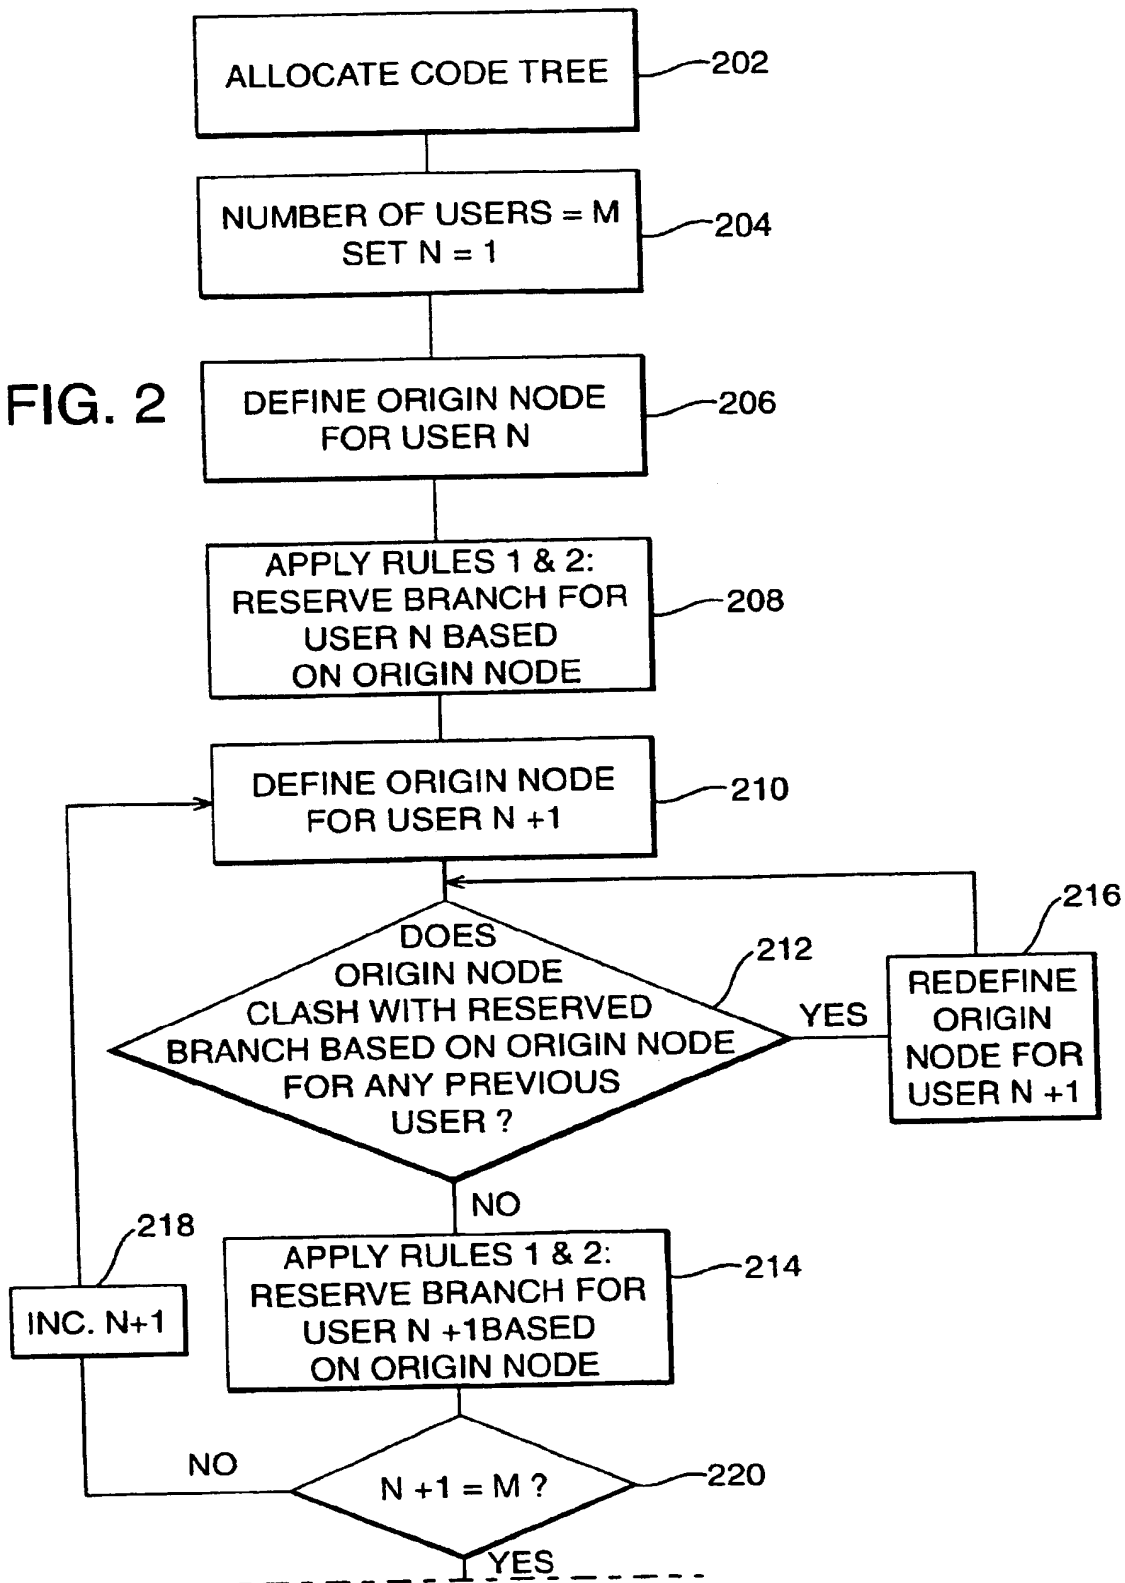 ALLOCATE CODE TREE
202
NUMBER OF USERS = M
SET N = 1
204
FIG. 2
DEFINE ORIGIN NODE
FOR USER N
206
APPLY RULES 1 & 2:
RESERVE BRANCH FOR
USER N BASED
ON ORIGIN NODE
208
DEFINE ORIGIN NODE
FOR USER N +1
210
DOES
ORIGIN NODE
CLASH WITH RESERVED
BRANCH BASED ON ORIGIN NODE
FOR ANY PREVIOUS
USER ?
212
YES
216
REDEFINE
ORIGIN
NODE FOR
USER N +1
NO
APPLY RULES 1 & 2:
RESERVE BRANCH FOR
USER N +1BASED
ON ORIGIN NODE
214
218
INC. N+1
NO
N +1 = M ?
220
YES